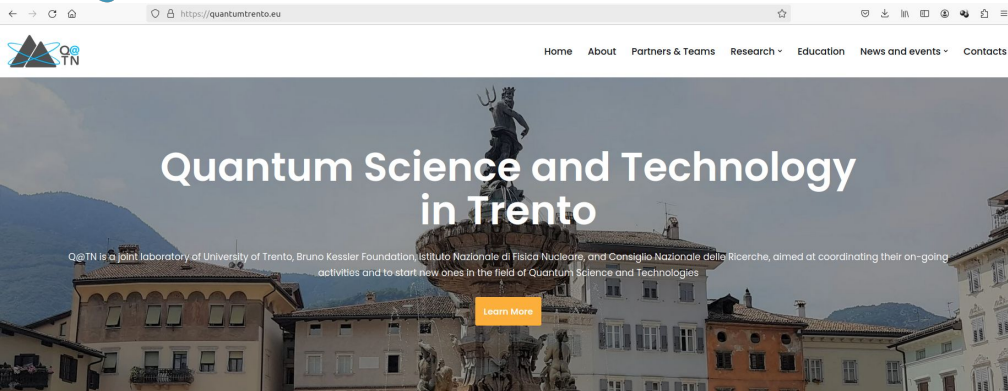 https://quantumtrento.eu
Q@
TN
Home About Partners & Teams Research Education News and events Contacts
Quantum Science and Technology
in Trento
Q@TN is a joint laboratory of University of Trento, Bruno Kessler Foundation, Istituto Nazionale di Fisica Nucleare, and Consiglio Nazionale delle Ricerche, aimed at coordinating their on-going
activities and to start new ones in the field of Quantum Science and Technologies
Learn More